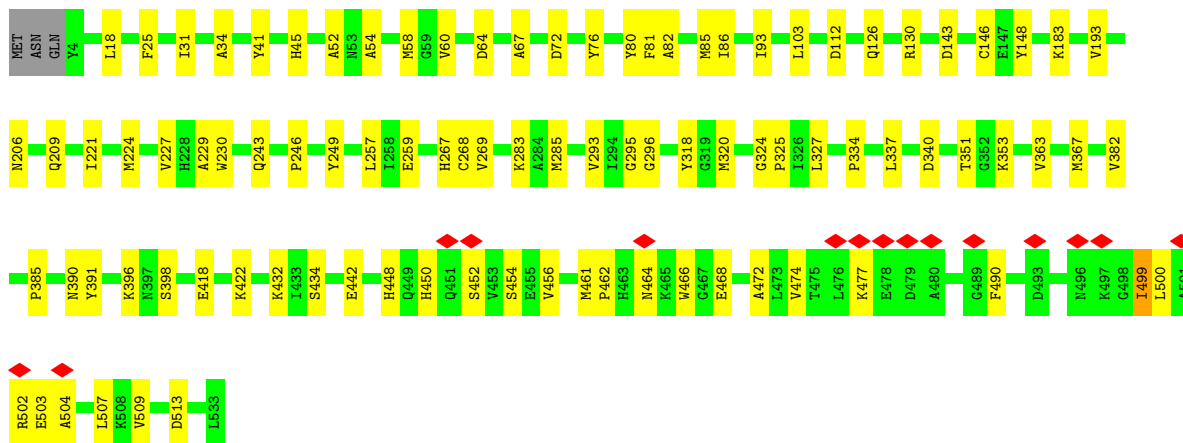 MET ASN GLN Y4 L18 F25 I31 A34 Y41 H45 A52 N53 A54 M58 G59 V60 D64 A67 D72 Y76 Y80 F81 A82 M85 I86 I93 L103 D112 Q126 R130 D143 C146 E147 Y148 K183 V193
N206 Q209 I221 M224 V227 H228 A229 W230 Q243 P246 Y249 L257 I258 E259 H267 C268 V269 K283 A284 M285 V293 I294 G295 G296 Y318 G319 M320 G324 P325 I326 L327 P334 L337 D340 T351 G352 K353 V363 M367 V382
P385 N390 Y391 K396 N397 S398 E418 K422 K432 I433 S434 E442 H448 Q449 H450 Q451 S452 V453 S454 E455 V456 M461 P462 H463 N464 K465 W466 G467 E468 A472 L473 V474 T475 L476 K477 E478 D479 A480 G489 F490 D493 N496 K497 G498 I499 L500 A501
R502 E503 A504 L507 K508 V509 D513 L533